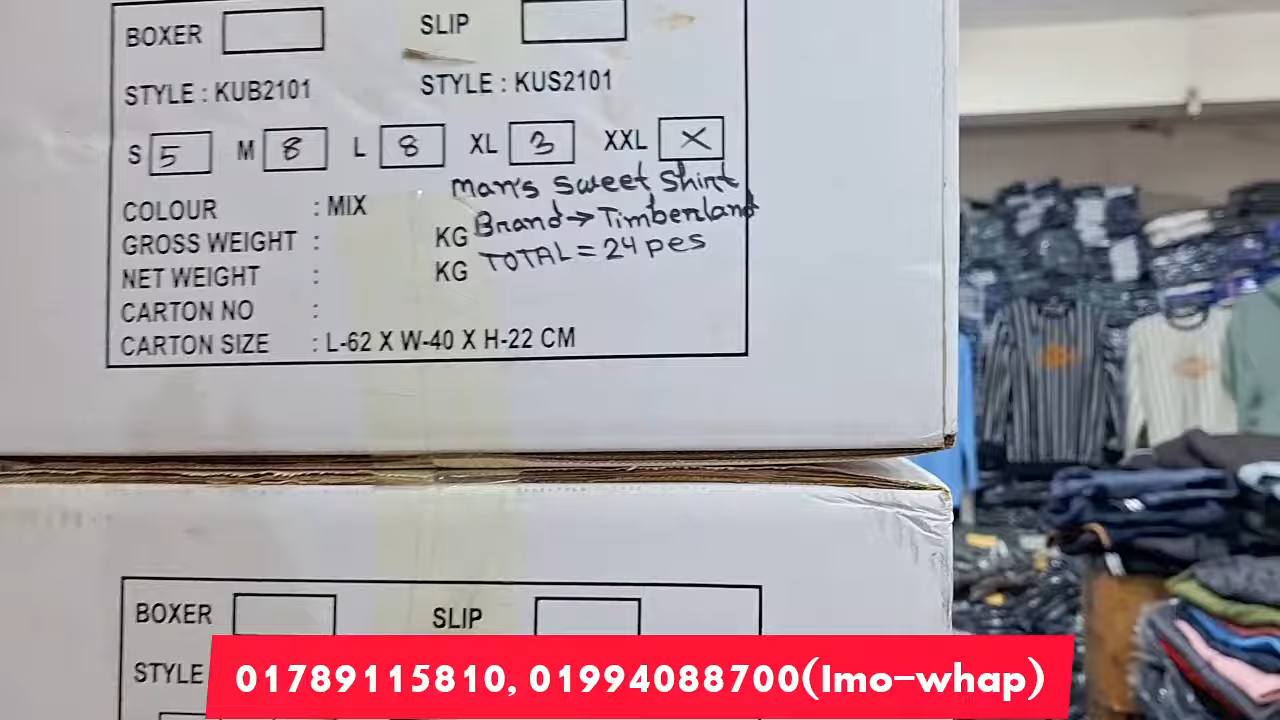 BOXER SLIP
STYLE : KUB2101 STYLE : KUS2101
S 5 M 8 L 8 XL 3 XXL X
Man's Sweet Shirt
COLOUR : MIX
Brand → Timberland
GROSS WEIGHT : KG
TOTAL = 24 pes
NET WEIGHT : KG
CARTON NO :
CARTON SIZE : L-62 X W-40 X H-22 CM
BOXER SLIP
STYLE
01789115810, 01994088700(Imo-whap)